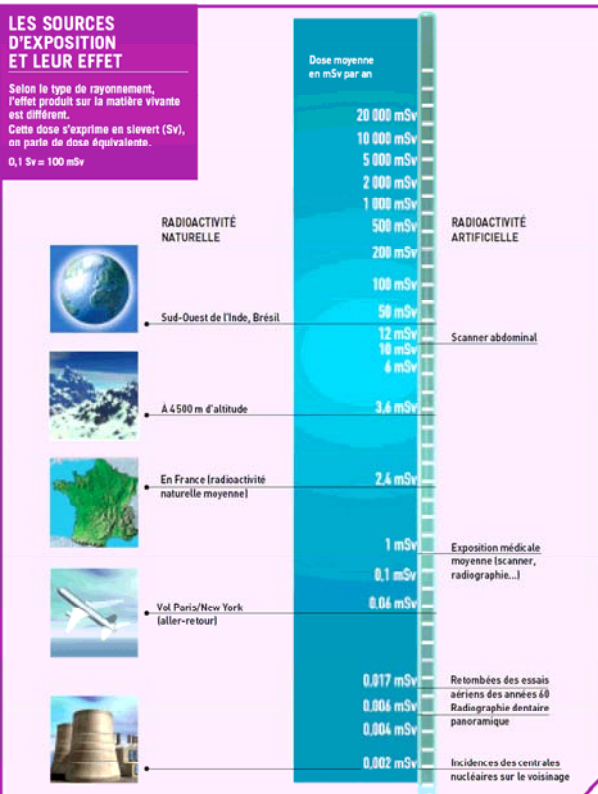 LES SOURCES
D'EXPOSITION
ET LEUR EFFET
Selon le type de rayonnement,
l'effet produit sur la matière vivante
est différent.
Cette dose s'exprime en sievert (Sv),
on parle de dose équivalente.
0,1 Sv = 100 mSv
Dose moyenne
en mSv par an
20 000 mSv
10 000 mSv
5 000 mSv
2 000 mSv
1 000 mSv
500 mSv
200 mSv
100 mSv
50 mSv
12 mSv
10 mSv
6 mSv
3,6 mSv
2,4 mSv
1 mSv
0,1 mSv
0,06 mSv
0,017 mSv
0,006 mSv
0,004 mSv
0,002 mSv
RADIOACTIVITÉ
NATURELLE
Sud-Ouest de l'Inde, Brésil
À 4500 m d'altitude
En France (radioactivité
naturelle moyenne)
Vol Paris/New York
(aller-retour)
RADIOACTIVITÉ
ARTIFICIELLE
Scanner abdominal
Exposition médicale
moyenne (scanner,
radiographie...)
Retombées des essais
aériens des années 60
Radiographie dentaire
panoramique
Incidences des centrales
nucléaires sur le voisinage